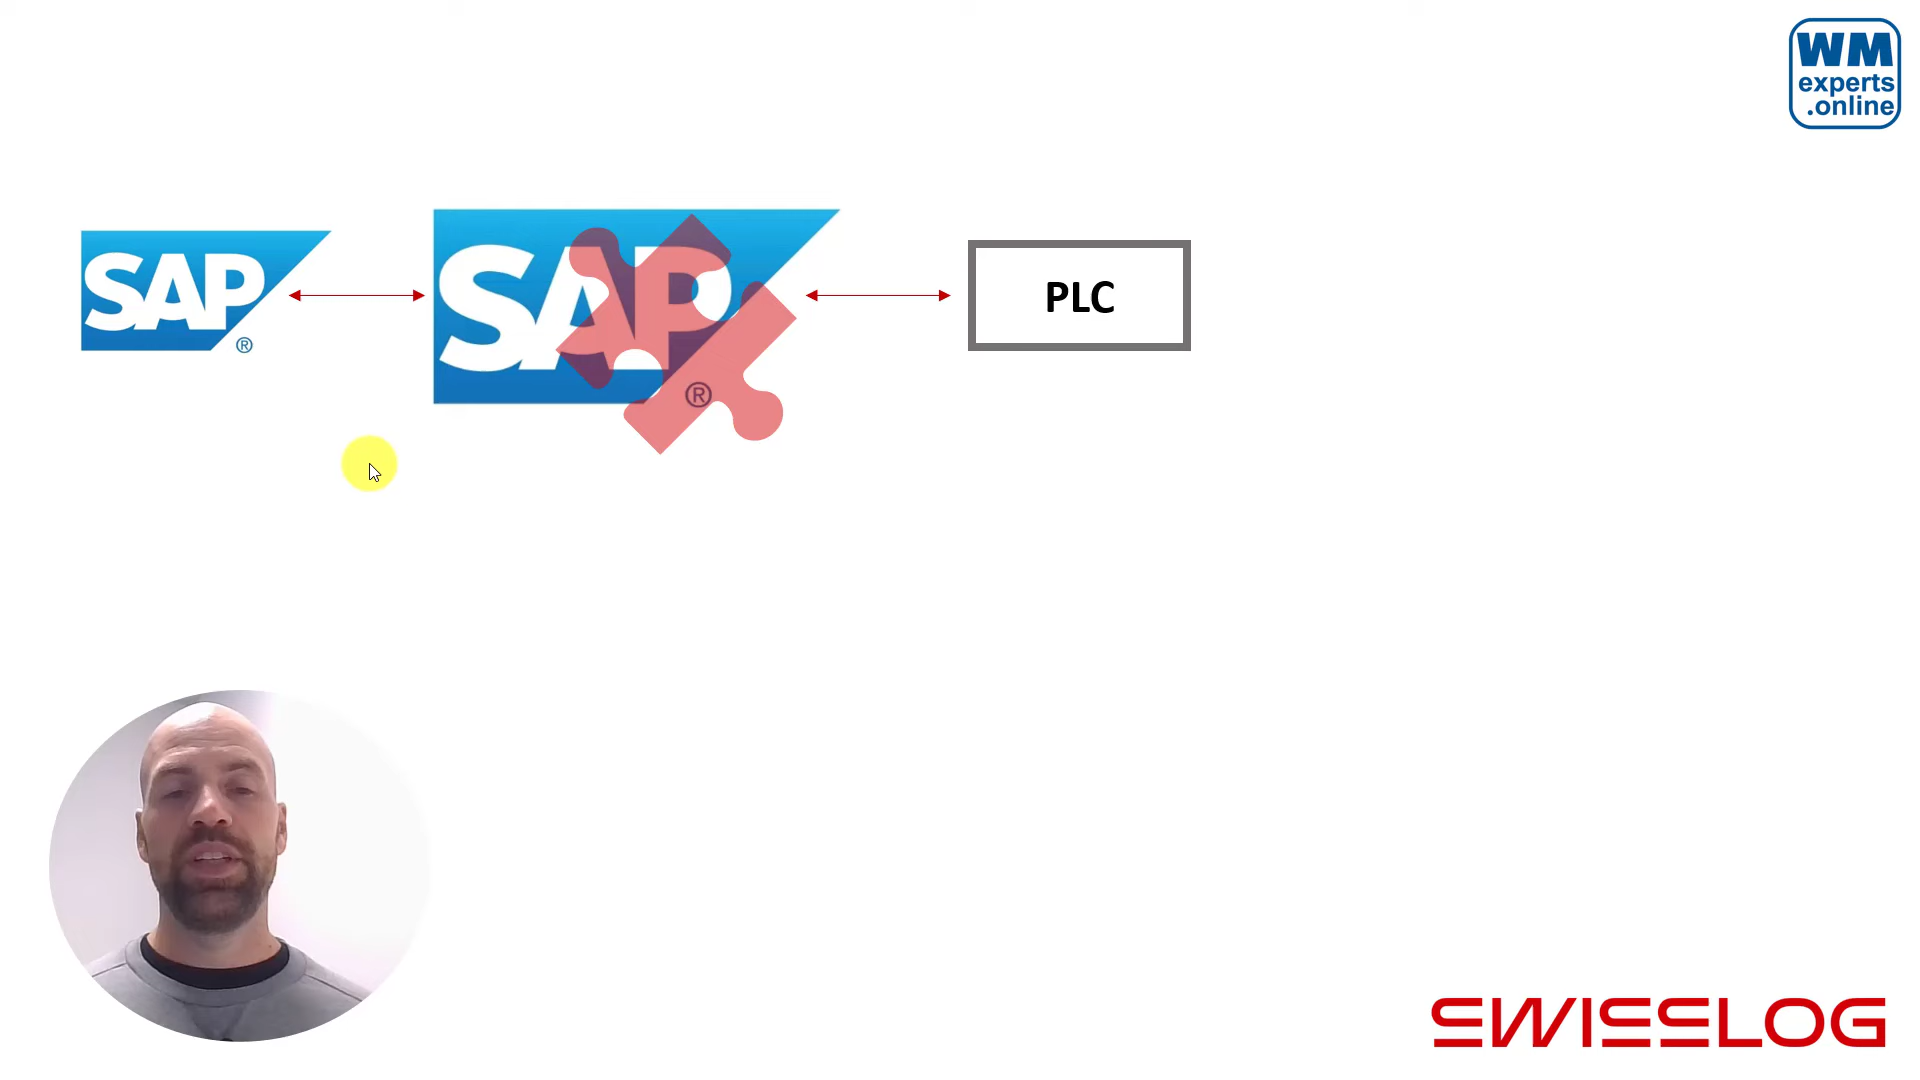 WM
experts
.online
SAP
®
SAP
®
PLC
SWISSLOG